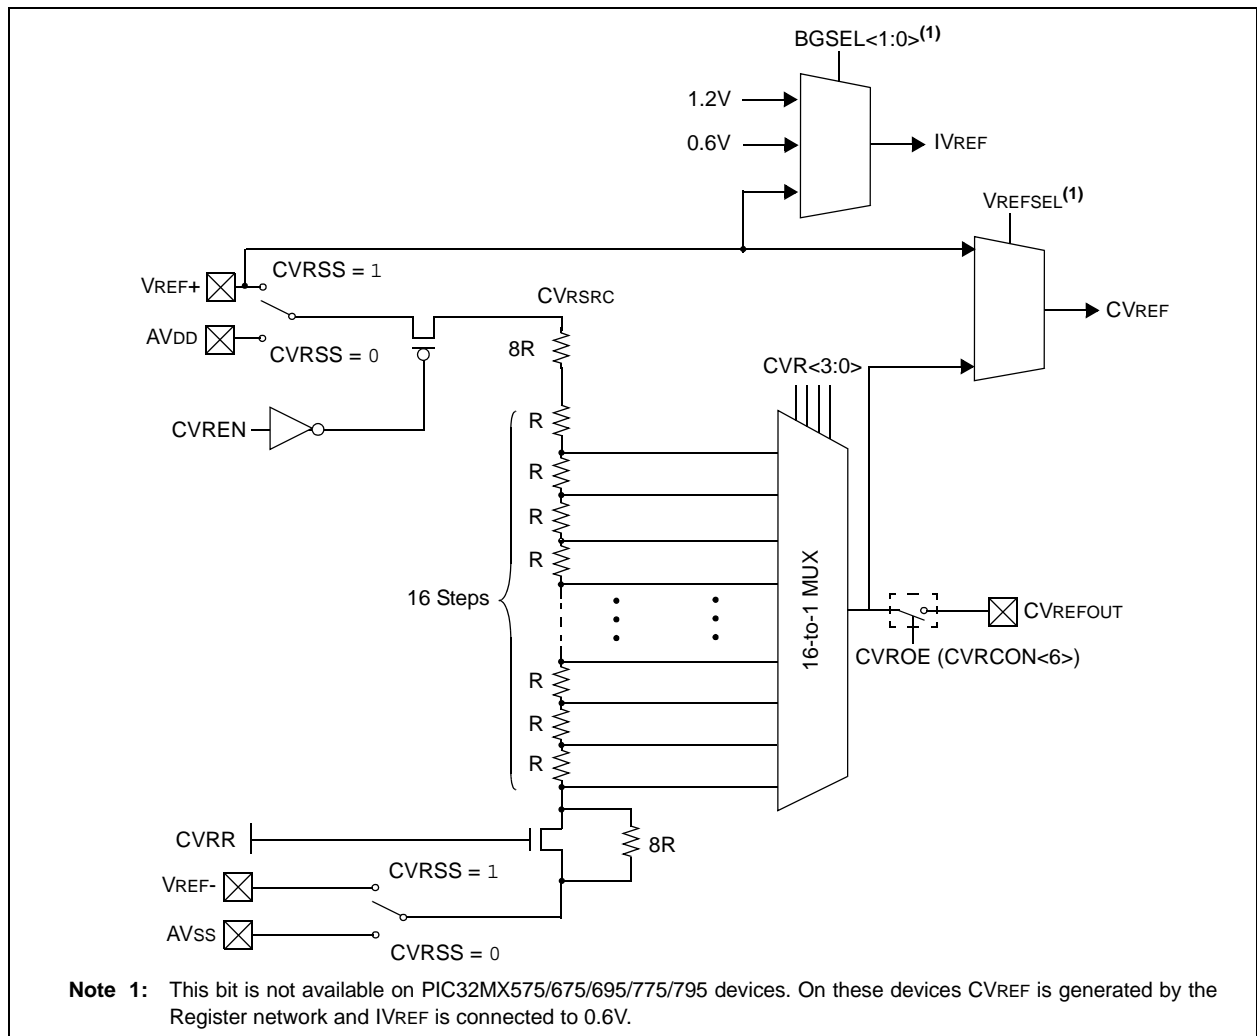 BGSEL<1:0>(1)
1.2V
0.6V
IVREF
VREFSEL(1)
CVRSS = 1
VREF+
CVRSRC
CVREF
AVDD
8R
CVRSS = 0
CVR<3:0>
CVREN
R
R
R
R
16 Steps
16-to-1 MUX
CVREFOUT
CVROE (CVRCON<6>)
R
R
R
CVRR
8R
CVRSS = 1
VREF-
AVSS
CVRSS = 0
Note 1: This bit is not available on PIC32MX575/675/695/775/795 devices. On these devices CVREF is generated by the
Register network and IVREF is connected to 0.6V.